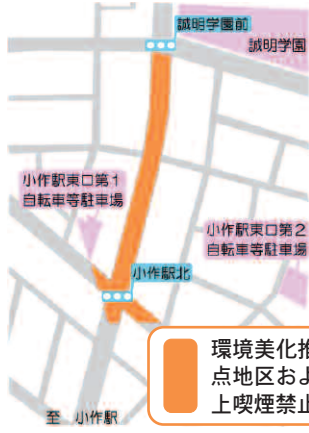 誠明学園前
誠明学園
小作駅東口第1
自転車等駐車場
小作駅東口第2
自転車等駐車場
小作駅北
環境美化推
点地区およ
上喫煙禁止
至 小作駅